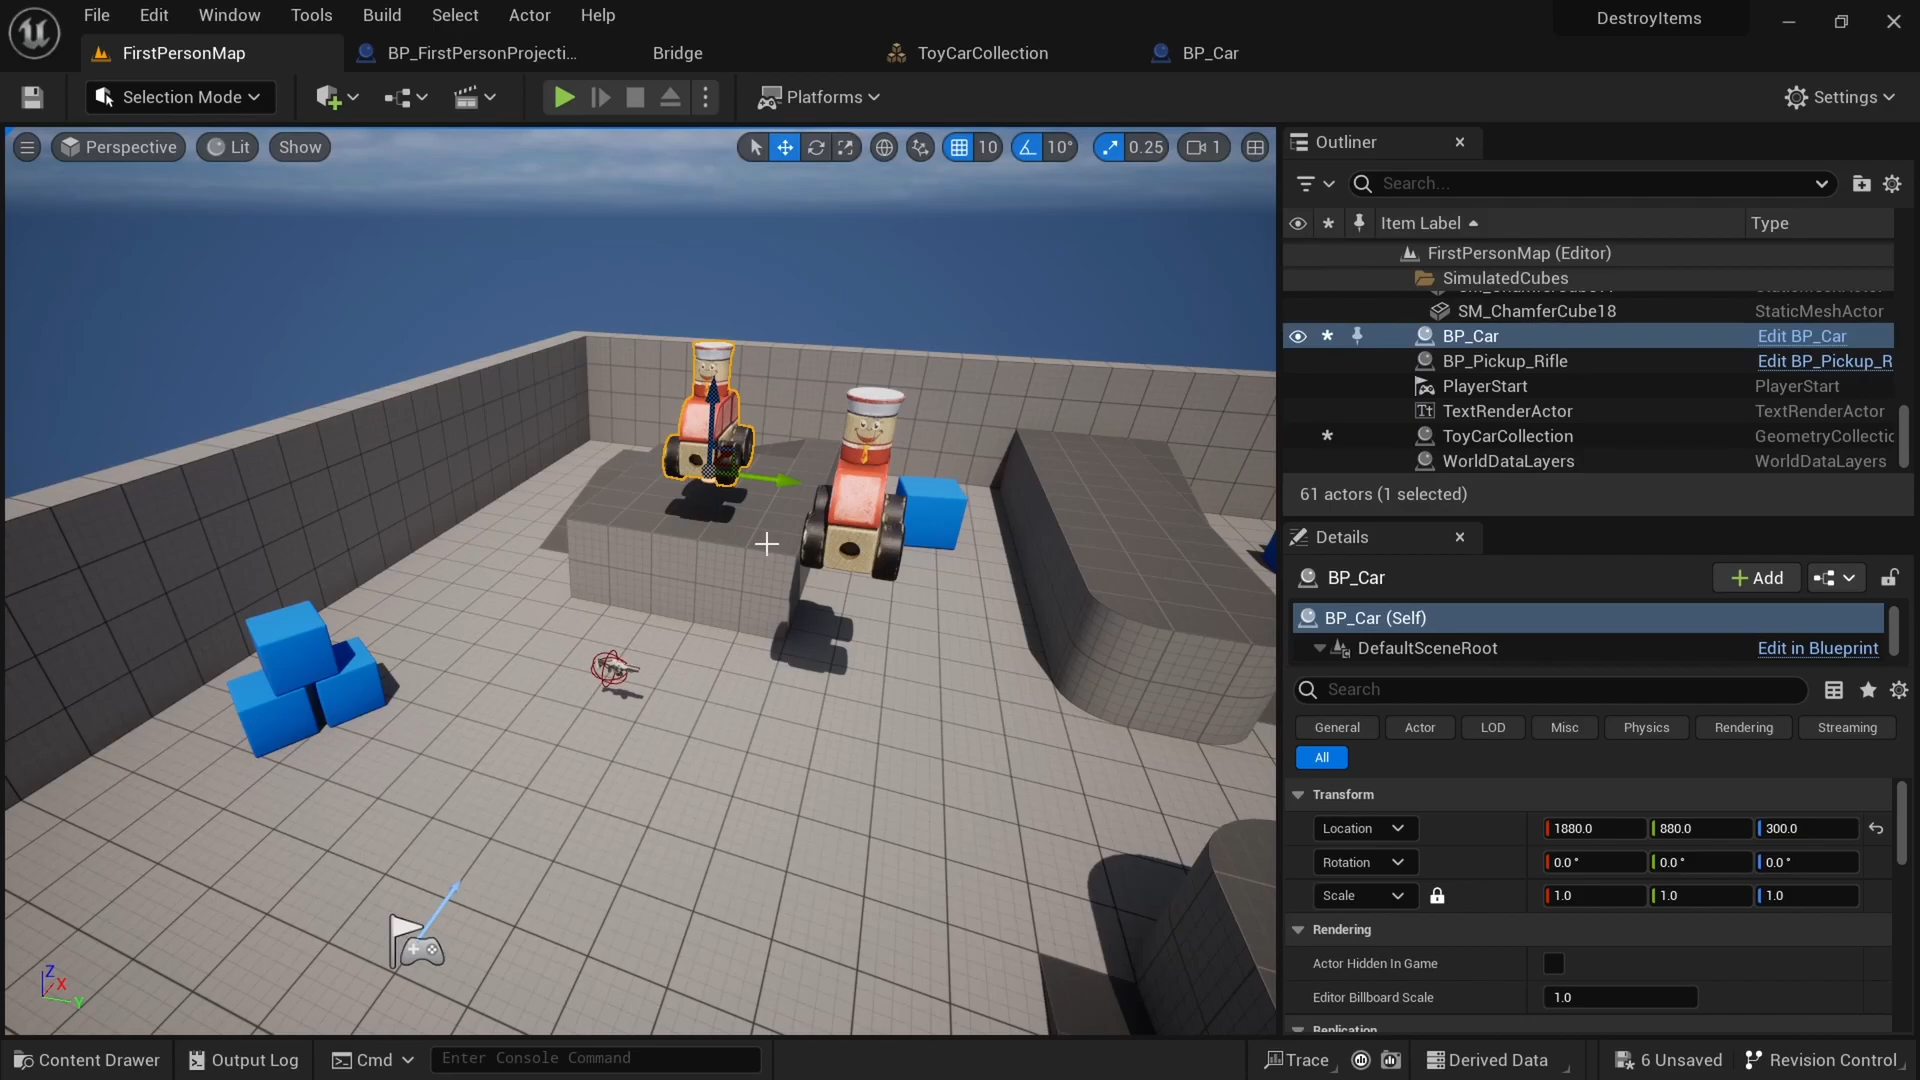 File Edit Window Tools Build Select Actor Help
DestroyItems
FirstPersonMap
BP_FirstPersonProjecti...
Bridge
ToyCarCollection
BP_Car
Selection Mode
Platforms
Settings
Perspective
Lit
Show
10
10°
0.25
1
Outliner
Search...
Item Label
Type
FirstPersonMap (Editor)
SimulatedCubes
SM_ChamferCube18 StaticMeshActor
BP_Car Edit BP_Car
BP_Pickup_Rifle Edit BP_Pickup_R
PlayerStart PlayerStart
TextRenderActor TextRenderActor
ToyCarCollection GeometryCollectic
WorldDataLayers WorldDataLayers
61 actors (1 selected)
Details
BP_Car
Add
BP_Car (Self)
DefaultSceneRoot Edit in Blueprint
Search
General Actor LOD Misc Physics Rendering Streaming
All
Transform
Location 1880.0 880.0 300.0
Rotation 0.0° 0.0° 0.0°
Scale 1.0 1.0 1.0
Rendering
Actor Hidden In Game
Editor Billboard Scale 1.0
Replication
Z
X
Y
Content Drawer
Output Log
Cmd
Enter Console Command
Trace
Derived Data
6 Unsaved
Revision Control